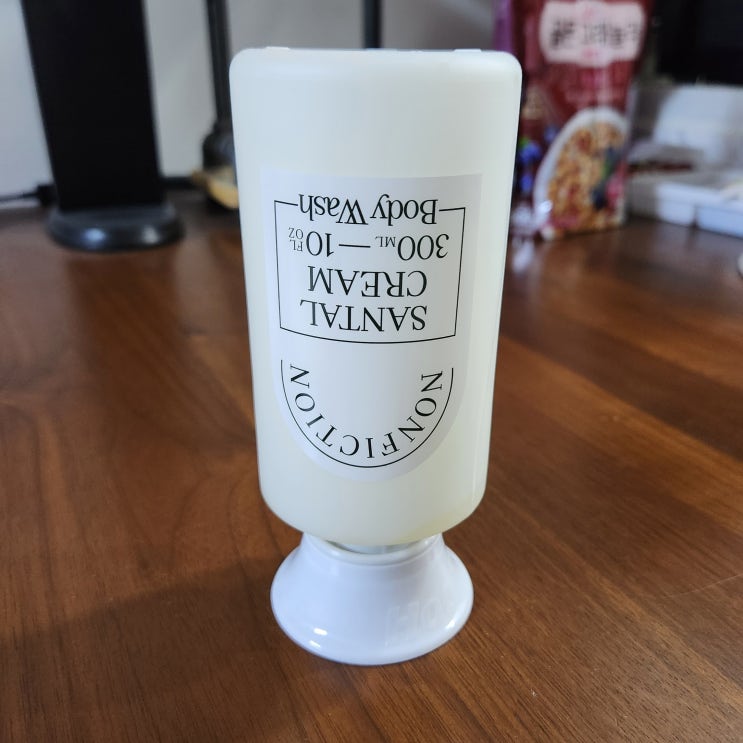 NONFICTION
SANTAL
CREAM
300 ML — 10 FL OZ
Body Wash